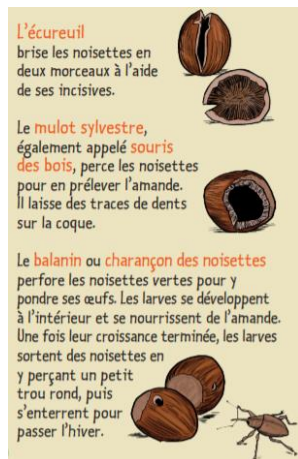 L'écureuil
brise les noisettes en
deux morceaux à l'aide
de ses incisives.
Le mulot sylvestre,
également appelé souris
des bois, perce les noisettes
pour en prélever l'amande.
Il laisse des traces de dents
sur la coque.
Le balanin ou charançon des noisettes
perfore les noisettes vertes pour y
pondre ses œufs. Les larves se développent
à l'intérieur et se nourrissent de l'amande.
Une fois leur croissance terminée, les larves
sortent des noisettes en
y perçant un petit
trou rond, puis
s'enterrent pour
passer l'hiver.